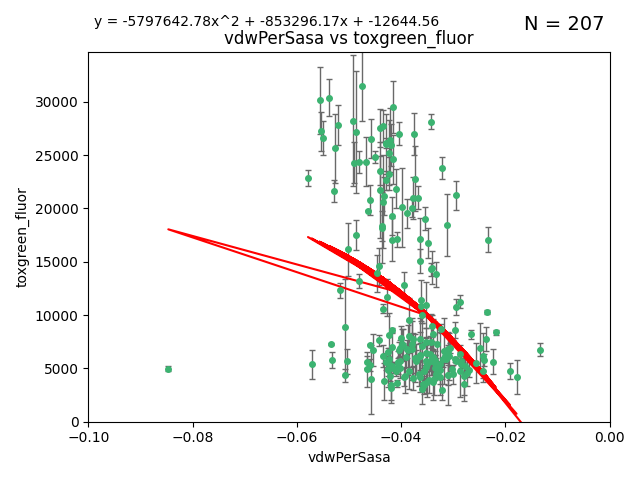 y = -5797642.78x^2 + -853296.17x + -12644.56
N = 207
vdwPerSasa vs toxgreen_fluor
toxgreen_fluor
30000
25000
20000
15000
10000
5000
0
−0.10
−0.08
−0.06
−0.04
−0.02
0.00
vdwPerSasa